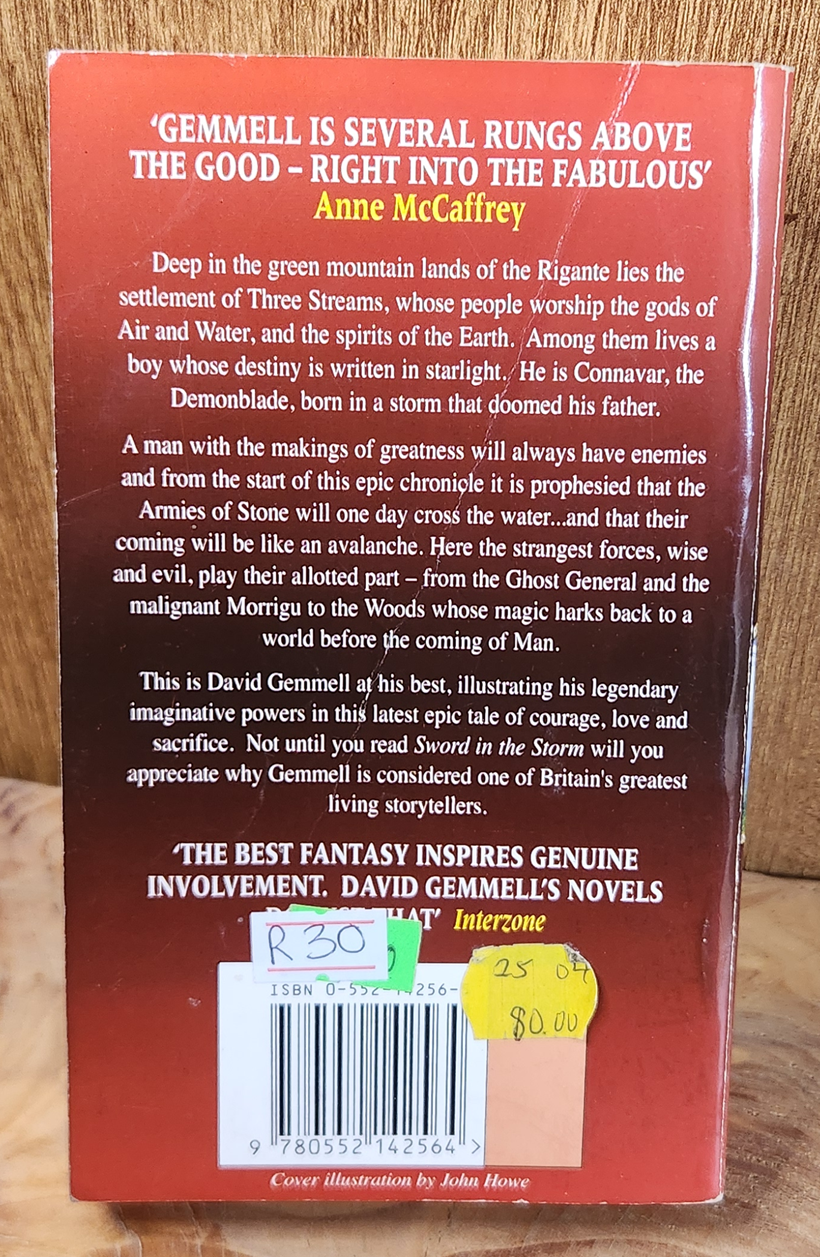 ‘GEMMELL IS SEVERAL RUNGS ABOVE
THE GOOD – RIGHT INTO THE FABULOUS’
Anne McCaffrey
Deep in the green mountain lands of the Rigante lies the
settlement of Three Streams, whose people worship the gods of
Air and Water, and the spirits of the Earth. Among them lives a
boy whose destiny is written in starlight. He is Connavar, the
Demonblade, born in a storm that doomed his father.
A man with the makings of greatness will always have enemies
and from the start of this epic chronicle it is prophesied that the
Armies of Stone will one day cross the water...and that their
coming will be like an avalanche. Here the strangest forces, wise
and evil, play their allotted part – from the Ghost General and the
malignant Morrigu to the Woods whose magic harks back to a
world before the coming of Man.
This is David Gemmell at his best, illustrating his legendary
imaginative powers in this latest epic tale of courage, love and
sacrifice. Not until you read Sword in the Storm will you
appreciate why Gemmell is considered one of Britain's greatest
living storytellers.
‘THE BEST FANTASY INSPIRES GENUINE
INVOLVEMENT. DAVID GEMMELL'S NOVELS
Interzone
R30
25 04
80.00
ISBN 0-552-14256-
9 780552 142564 >
Cover illustration by John Howe